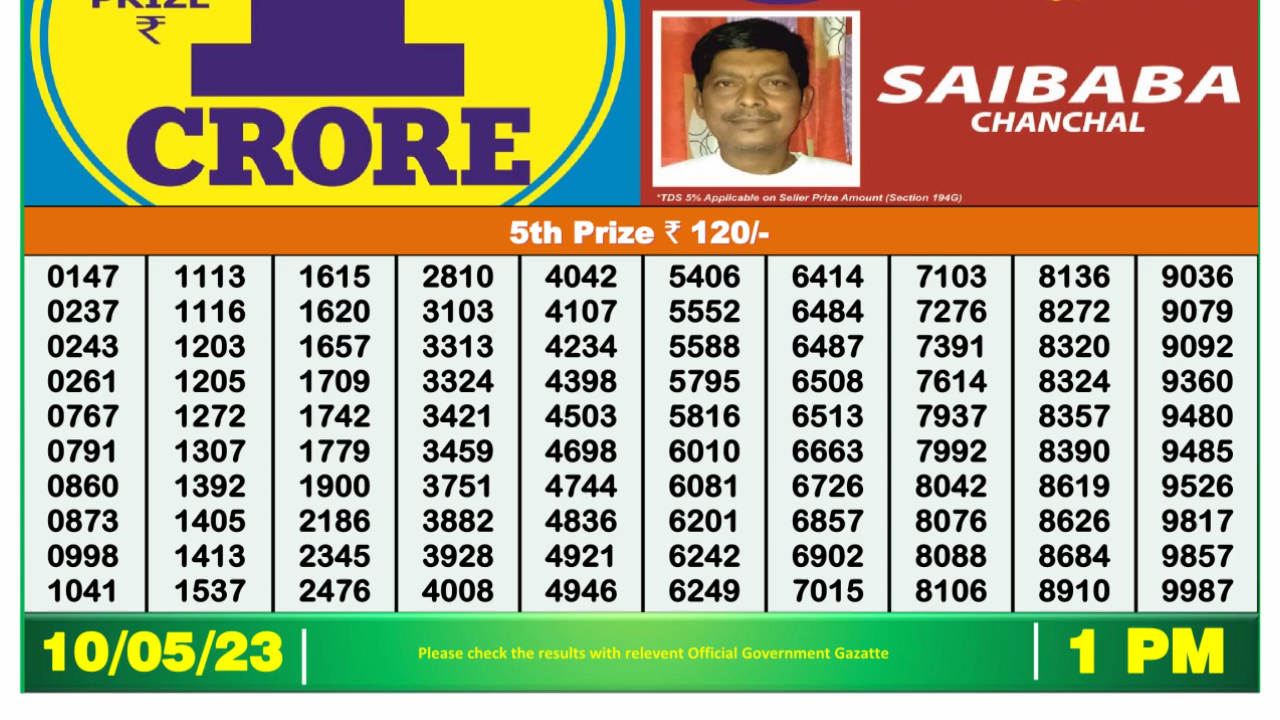 PRIZE
₹
1
CRORE
SAIBABA
CHANCHAL
*TDS 5% Applicable on Seller Prize Amount (Section 194G)
5th Prize ₹ 120/-
0147 1113 1615 2810 4042 5406 6414 7103 8136 9036
0237 1116 1620 3103 4107 5552 6484 7276 8272 9079
0243 1203 1657 3313 4234 5588 6487 7391 8320 9092
0261 1205 1709 3324 4398 5795 6508 7614 8324 9360
0767 1272 1742 3421 4503 5816 6513 7937 8357 9480
0791 1307 1779 3459 4698 6010 6663 7992 8390 9485
0860 1392 1900 3751 4744 6081 6726 8042 8619 9526
0873 1405 2186 3882 4836 6201 6857 8076 8626 9817
0998 1413 2345 3928 4921 6242 6902 8088 8684 9857
1041 1537 2476 4008 4946 6249 7015 8106 8910 9987
10/05/23
Please check the results with relevent Official Government Gazatte
1 PM